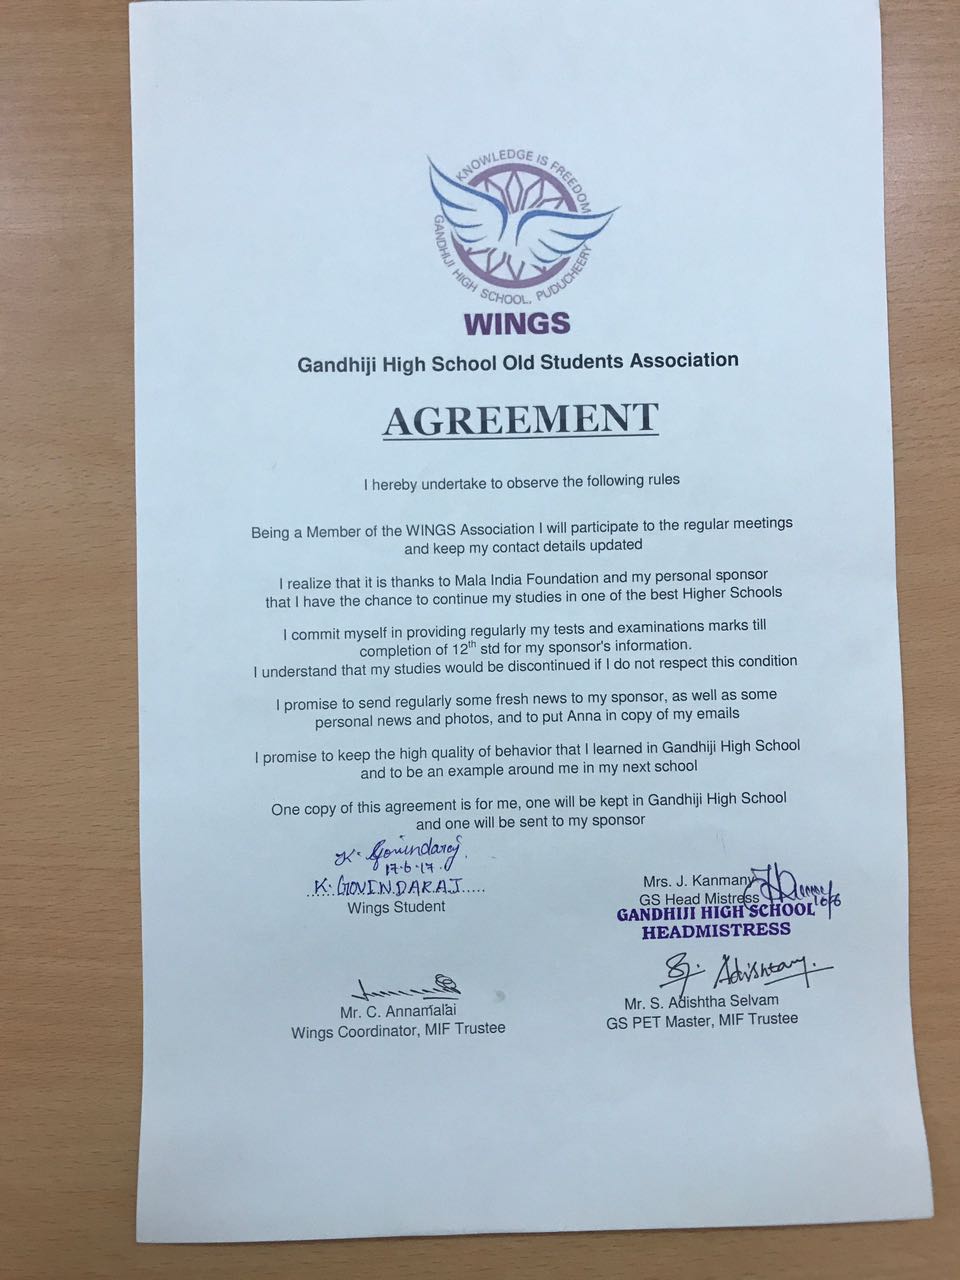 KNOWLEDGE IS FREEDOM
GANDHIJI HIGH SCHOOL, PUDUCHEERY
WINGS
Gandhiji High School Old Students Association
AGREEMENT
I hereby undertake to observe the following rules
Being a Member of the WINGS Association I will participate to the regular meetings
and keep my contact details updated
I realize that it is thanks to Mala India Foundation and my personal sponsor
that I have the chance to continue my studies in one of the best Higher Schools
I commit myself in providing regularly my tests and examinations marks till
completion of 12th std for my sponsor's information.
I understand that my studies would be discontinued if I do not respect this condition
I promise to send regularly some fresh news to my sponsor, as well as some
personal news and photos, and to put Anna in copy of my emails
I promise to keep the high quality of behavior that I learned in Gandhiji High School
and to be an example around me in my next school
One copy of this agreement is for me, one will be kept in Gandhiji High School
and one will be sent to my sponsor
K. Govindaraj.
17.6.17.
K. GOVINDARAJ.....
Wings Student
Mrs. J. Kanmany
GS Head Mistress
GANDHIJI HIGH SCHOOL
HEADMISTRESS
Mr. C. Annamalai
Wings Coordinator, MIF Trustee
S. Adishtary.
Mr. S. Adishtha Selvam
GS PET Master, MIF Trustee